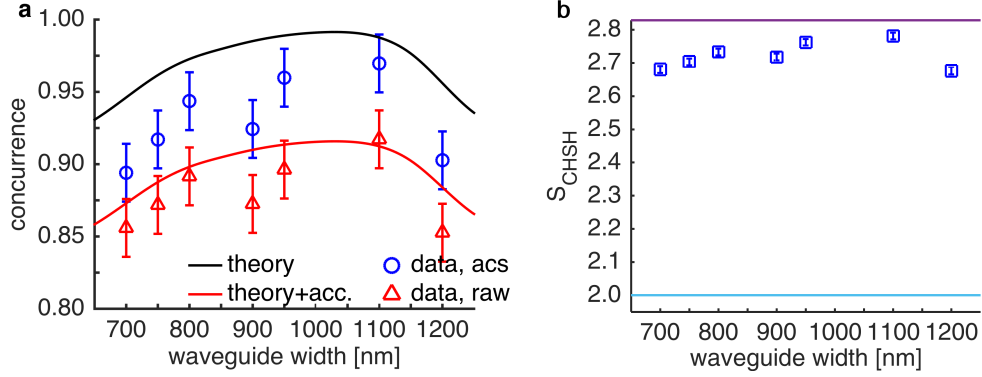 a
concurrence
1.00
0.95
0.90
0.85
0.80
theory
theory+acc.
data, acs
data, raw
700 800 900 1000 1100 1200
waveguide width [nm]
b
S_CHSH
2.8
2.7
2.6
2.5
2.4
2.3
2.2
2.1
2.0
700 800 900 1000 1100 1200
waveguide width [nm]